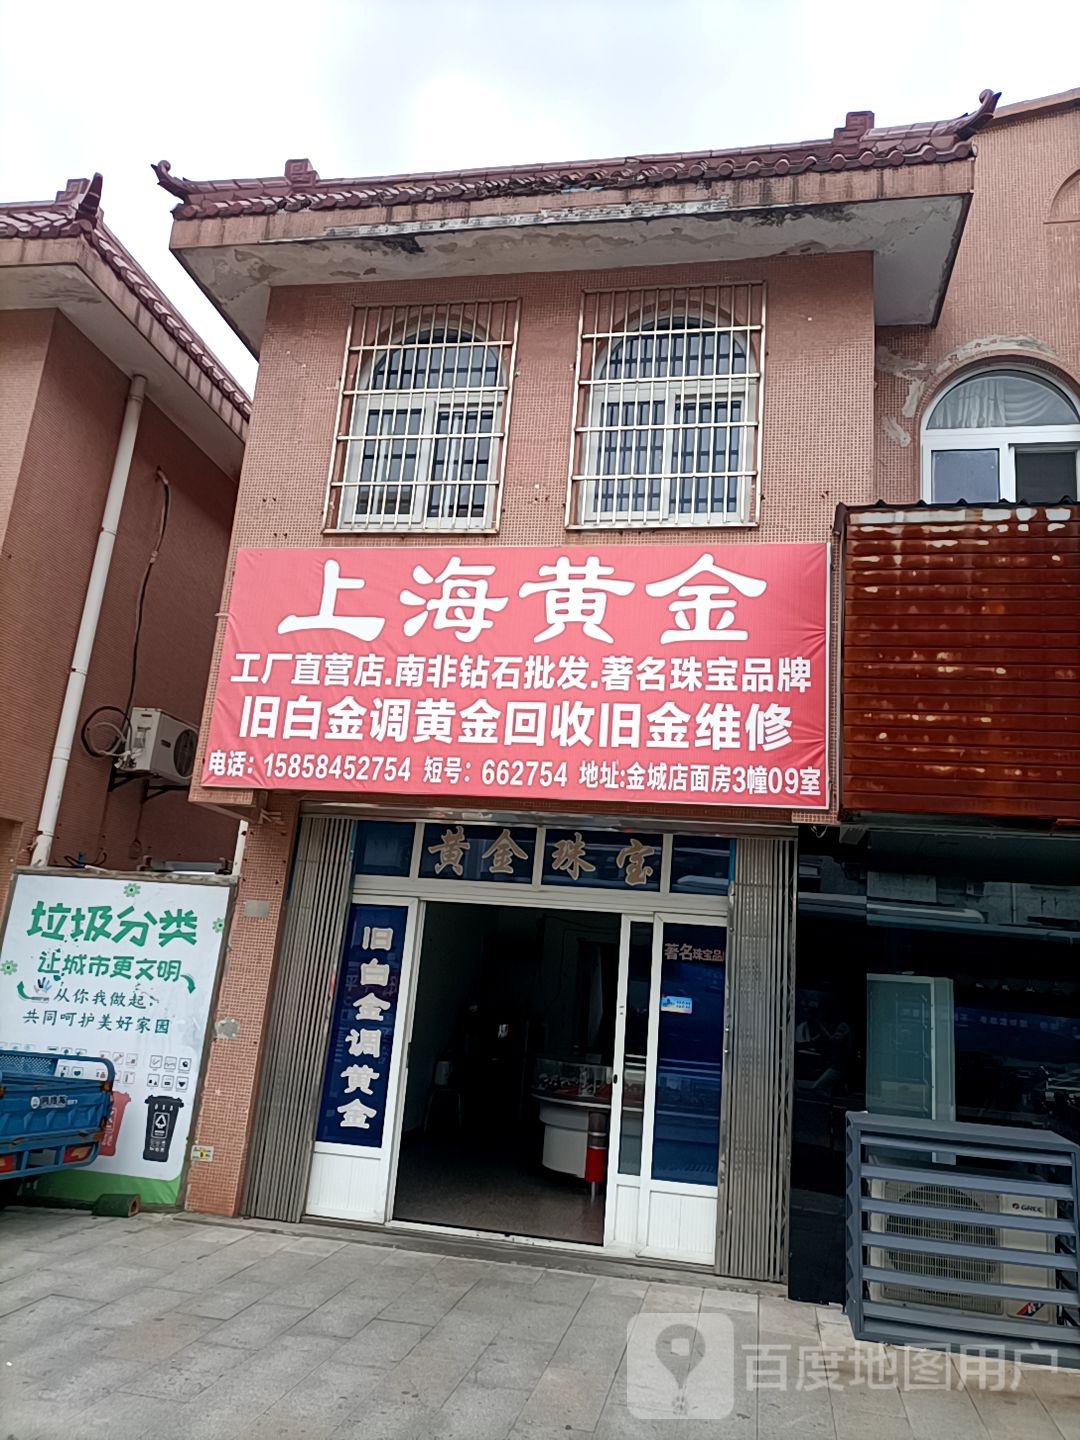 上海黄金
工厂直营店.南非钻石批发.著名珠宝品牌
旧白金调黄金回收旧金维修
电话：15858452754 短号：662754 地址:金城店面房3幢09室
黄金珠宝
旧白金调黄金
著名珠宝品
垃圾分类
让城市更文明
从你我做起：
共同呵护美好家园
GREE
百度地图用户